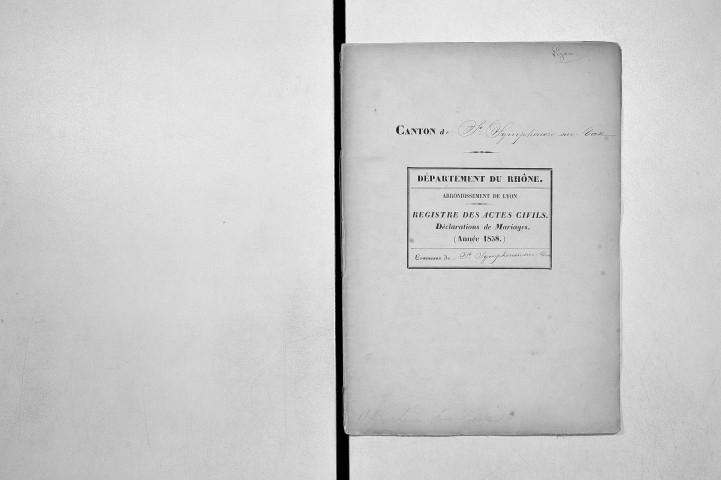 CANTON de St Symphorien sur Coise
DÉPARTEMENT DU RHÔNE.
ARRONDISSEMENT DE LYON.
REGISTRE DES ACTES CIVILS.
Déclarations de Mariages.
(Année 1858.)
Commune de St Symphorien sur Coise